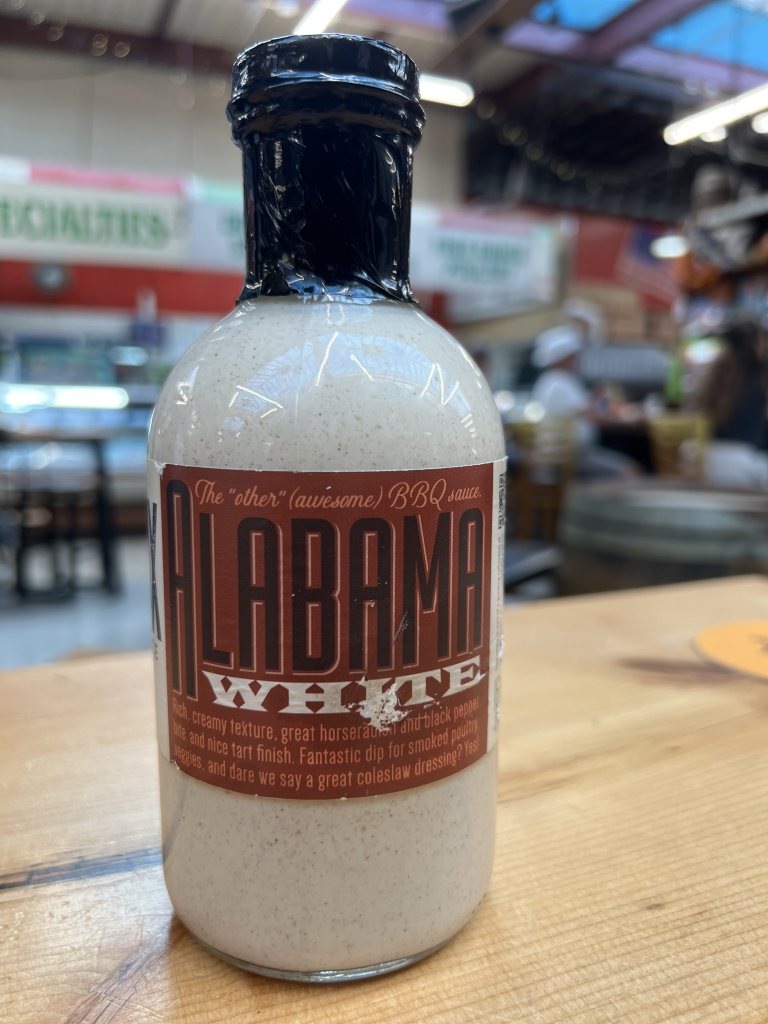 ECIALTIES
The "other" (awesome) BBQ sauce.
ALABAMA
WHITE
Rich, creamy texture, great horseradish and black pepper
bite, and nice tart finish. Fantastic dip for smoked poultry,
veggies, and dare we say a great coleslaw dressing? Yes!